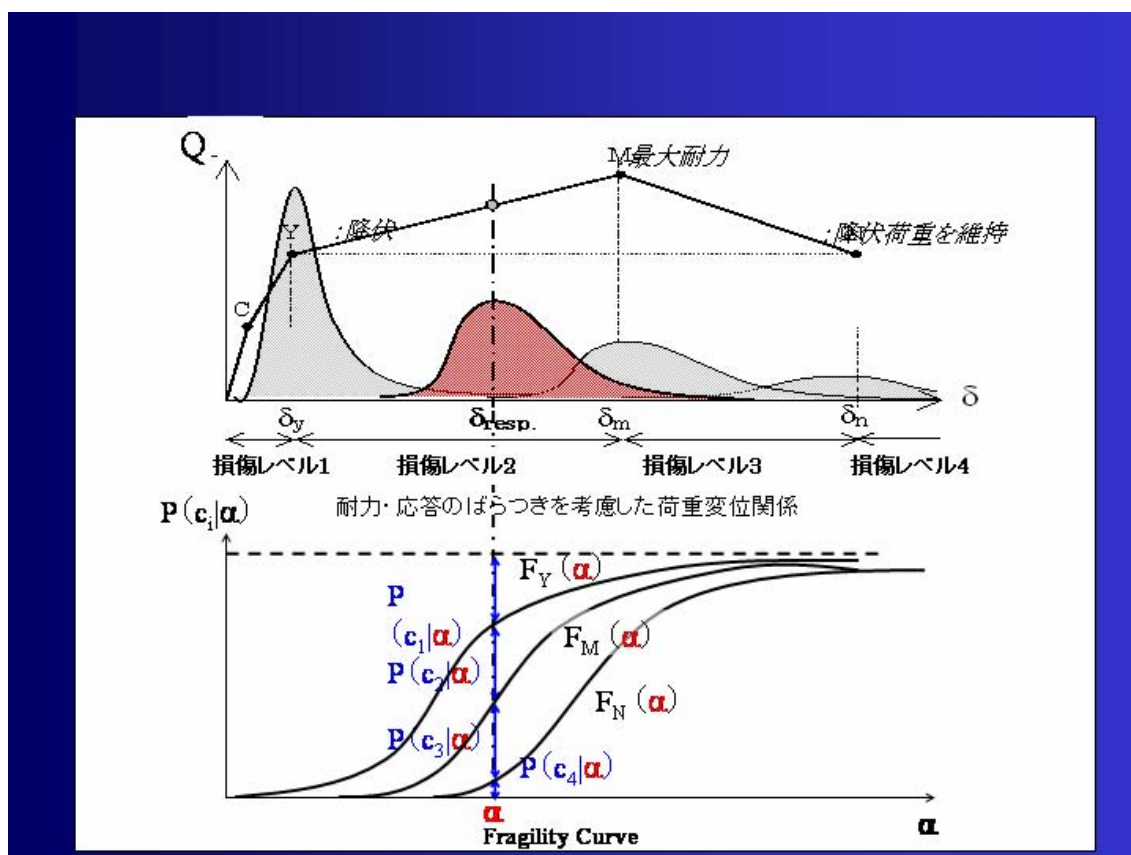 Q
M最大耐力
Y :降伏
:降伏荷重を維持
C
δ
δy δresp. δm δn
損傷レベル1 損傷レベル2 損傷レベル3 損傷レベル4
耐力・応答のばらつきを考慮した荷重変位関係
P(ci|α)
FY(α)
P
(c1|α)
FM(α)
P(c2|α)
FN(α)
P(c3|α)
P(c4|α)
α
α
Fragility Curve